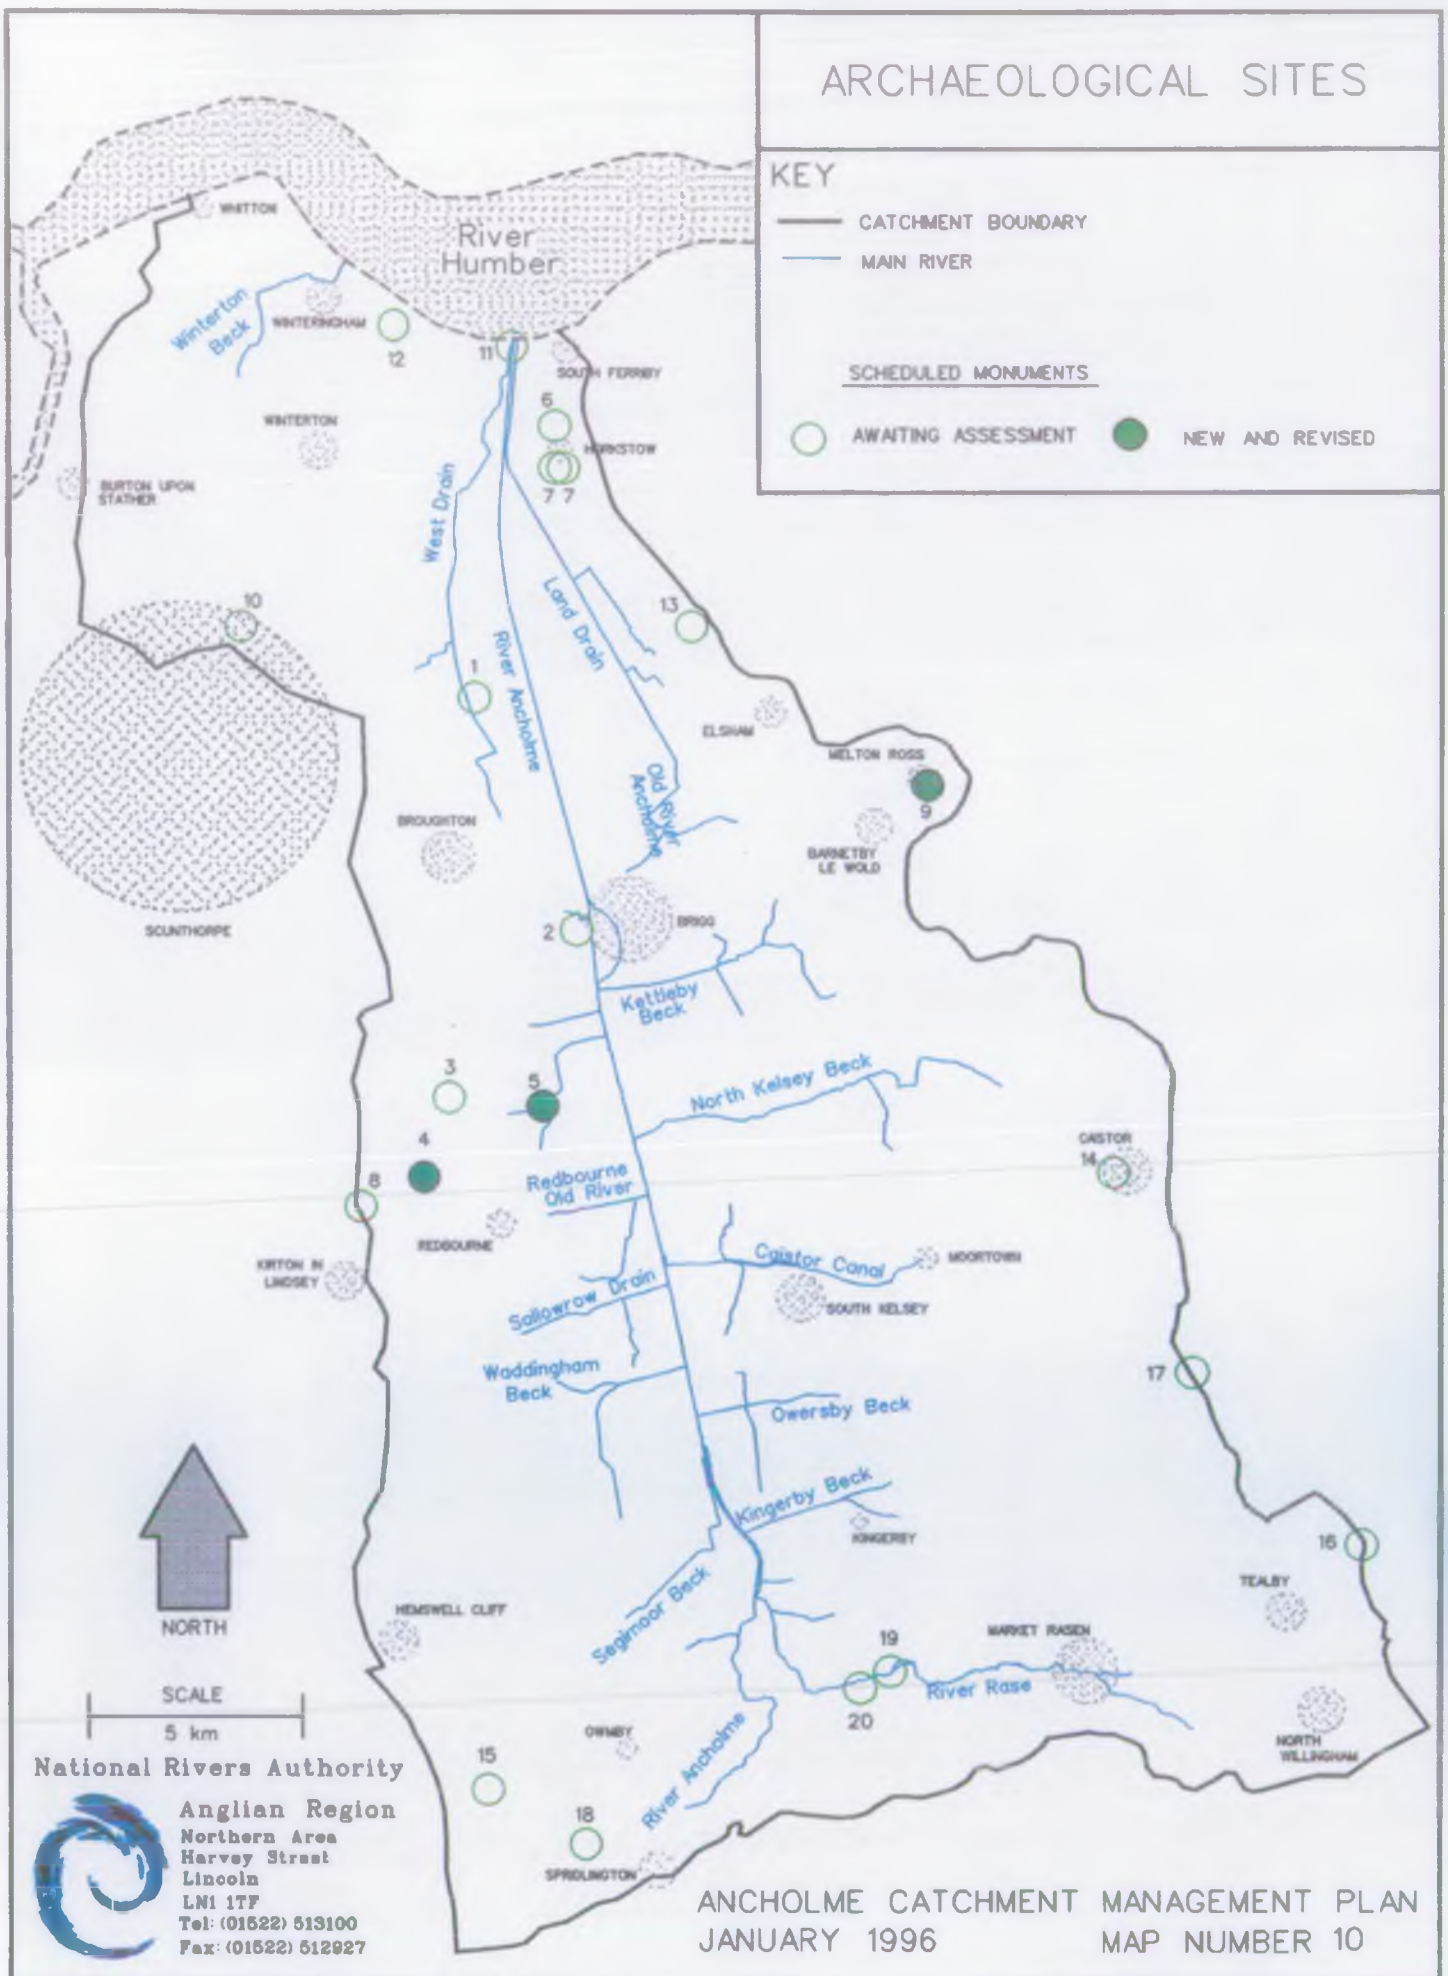 ARCHAEOLOGICAL SITES
KEY
CATCHMENT BOUNDARY
MAIN RIVER
SCHEDULED MONUMENTS
AWAITING ASSESSMENT
NEW AND REVISED
WHITTON
River
Humber
Winterton
Beck
WINTERINGHAM
12
11
SOUTH FERRIBY
6
HORKSTOW
7 7
WINTERTON
BURTON UPON
STATHER
West Drain
Land Drain
River Ancholme
10
13
1
ELSHAM
MELTON ROSS
9
Old River
Ancholme
BROUGHTON
BARNETBY
LE WOLD
SCUNTHORPE
2
BRIGG
Kettleby
Beck
3
5
North Kelsey Beck
4
CAISTOR
14
8
Redbourne
Old River
REDBOURNE
KIRTON IN
LINDSEY
Caistor Canal
MOORTOWN
Sallowrow Drain
SOUTH KELSEY
Waddingham
Beck
17
Owersby Beck
Kingerby Beck
KINGERBY
16
TEALBY
Seglmoor Beck
HEMSWELL CLIFF
NORTH
MARKET RASEN
19
20
River Rase
SCALE
5 km
OWMBY
River Ancholme
NORTH
WILLINGHAM
15
18
SPRIDLINGTON
National Rivers Authority
Anglian Region
Northern Area
Harvey Street
Lincoln
LN1 1TF
Tel: (01522) 513100
Fax: (01522) 512927
ANCHOLME CATCHMENT MANAGEMENT PLAN
JANUARY 1996
MAP NUMBER 10